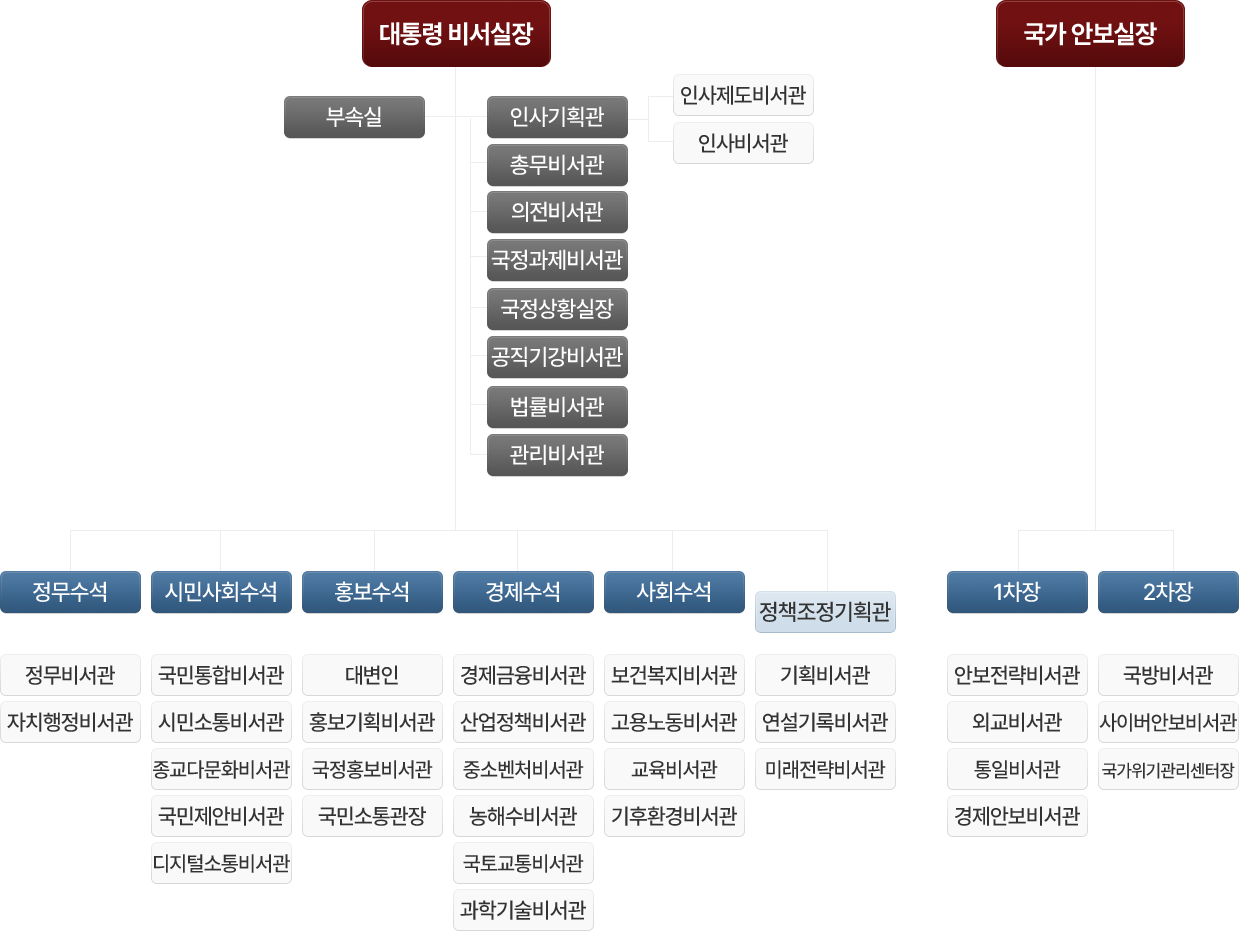 대통령 비서실장
국가 안보실장
부속실
인사기획관
인사제도비서관
인사비서관
총무비서관
의전비서관
국정과제비서관
국정상황실장
공직기강비서관
법률비서관
관리비서관
정무수석
시민사회수석
홍보수석
경제수석
사회수석
정책조정기획관
1차장
2차장
정무비서관
자치행정비서관
국민통합비서관
시민소통비서관
종교다문화비서관
국민제안비서관
디지털소통비서관
대변인
홍보기획비서관
국정홍보비서관
국민소통관장
경제금융비서관
산업정책비서관
중소벤처비서관
농해수비서관
국토교통비서관
과학기술비서관
보건복지비서관
고용노동비서관
교육비서관
기후환경비서관
기획비서관
연설기록비서관
미래전략비서관
안보전략비서관
외교비서관
통일비서관
경제안보비서관
국방비서관
사이버안보비서관
국가위기관리센터장